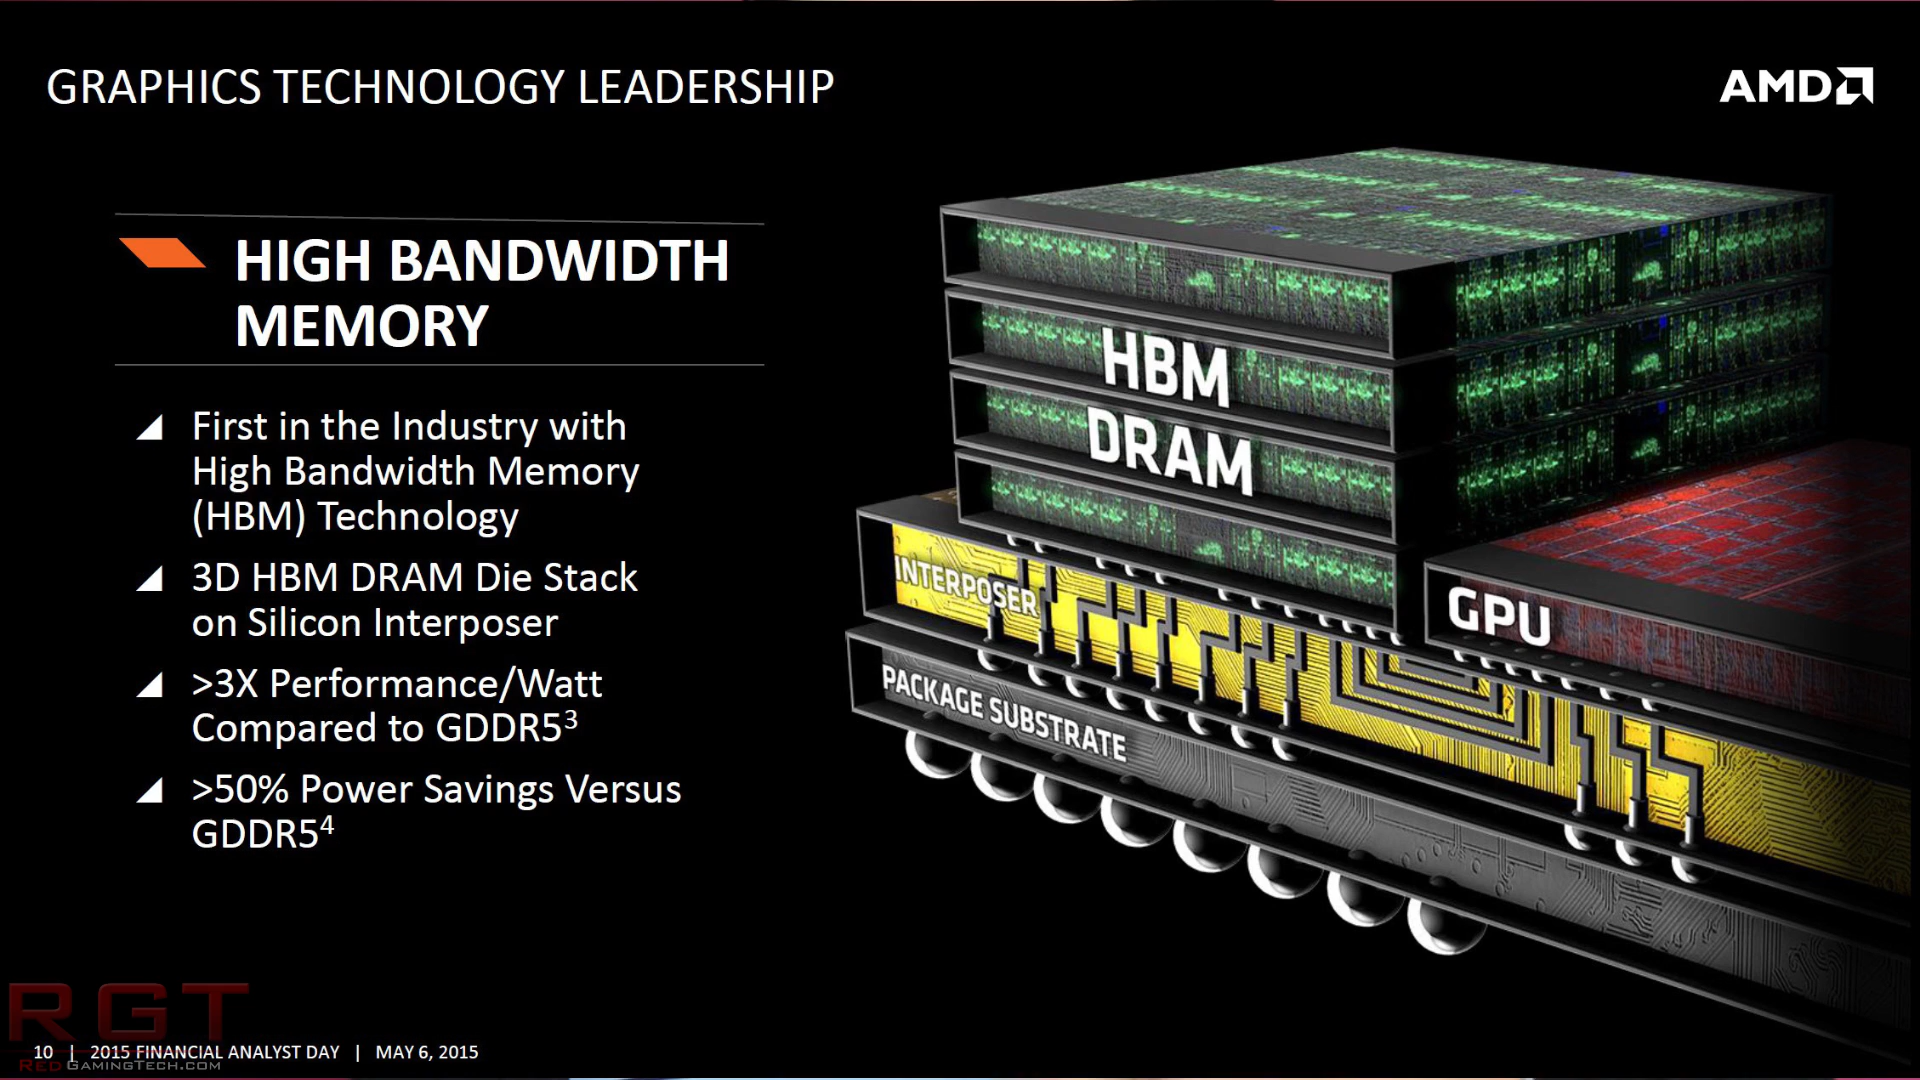 GRAPHICS TECHNOLOGY LEADERSHIP
AMD
HIGH BANDWIDTH
MEMORY
First in the Industry with
High Bandwidth Memory
(HBM) Technology
3D HBM DRAM Die Stack
on Silicon Interposer
>3X Performance/Watt
Compared to GDDR5³
>50% Power Savings Versus
GDDR5⁴
HBM
DRAM
INTERPOSER
GPU
PACKAGE SUBSTRATE
RGT
10 | 2015 FINANCIAL ANALYST DAY | MAY 6, 2015
REDGAMINGTECH.COM